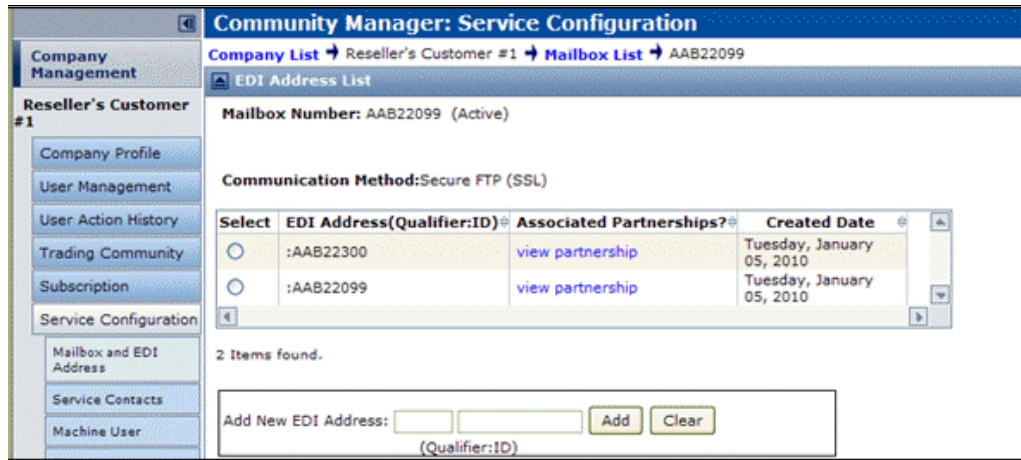 Community Manager: Service Configuration
Company Management
Reseller's Customer #1
Company Profile
User Management
User Action History
Trading Community
Subscription
Service Configuration
Mailbox and EDI Address
Service Contacts
Machine User
Company List → Reseller's Customer #1 → Mailbox List → AAB22099
EDI Address List
Mailbox Number: AAB22099 (Active)
Communication Method:Secure FTP (SSL)
Select EDI Address(Qualifier:ID) Associated Partnerships? Created Date
:AAB22300 view partnership Tuesday, January 05, 2010
:AAB22099 view partnership Tuesday, January 05, 2010
2 Items found.
Add New EDI Address: Add Clear
(Qualifier:ID)